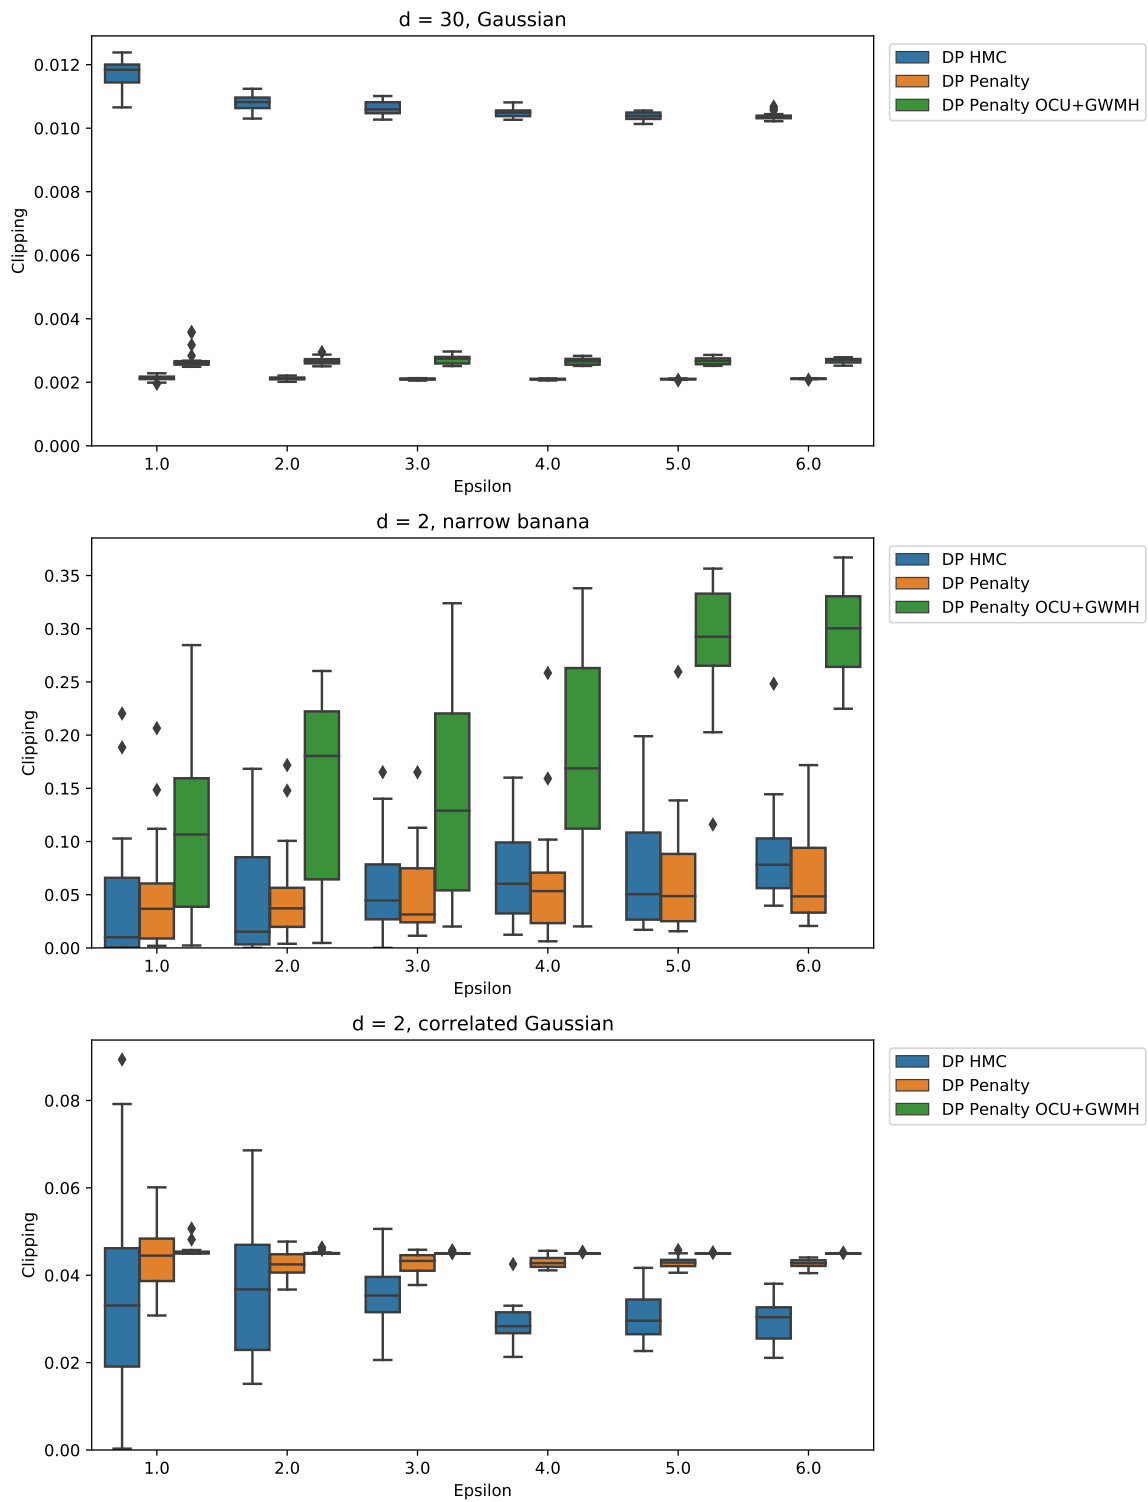 d = 30, Gaussian
0.012
0.010
0.008
0.006
0.004
0.002
0.000
Clipping
1.0 2.0 3.0 4.0 5.0 6.0
Epsilon
DP HMC
DP Penalty
DP Penalty OCU+GWMH
d = 2, narrow banana
0.35
0.30
0.25
0.20
0.15
0.10
0.05
0.00
Clipping
1.0 2.0 3.0 4.0 5.0 6.0
Epsilon
DP HMC
DP Penalty
DP Penalty OCU+GWMH
d = 2, correlated Gaussian
0.08
0.06
0.04
0.02
0.00
Clipping
1.0 2.0 3.0 4.0 5.0 6.0
Epsilon
DP HMC
DP Penalty
DP Penalty OCU+GWMH